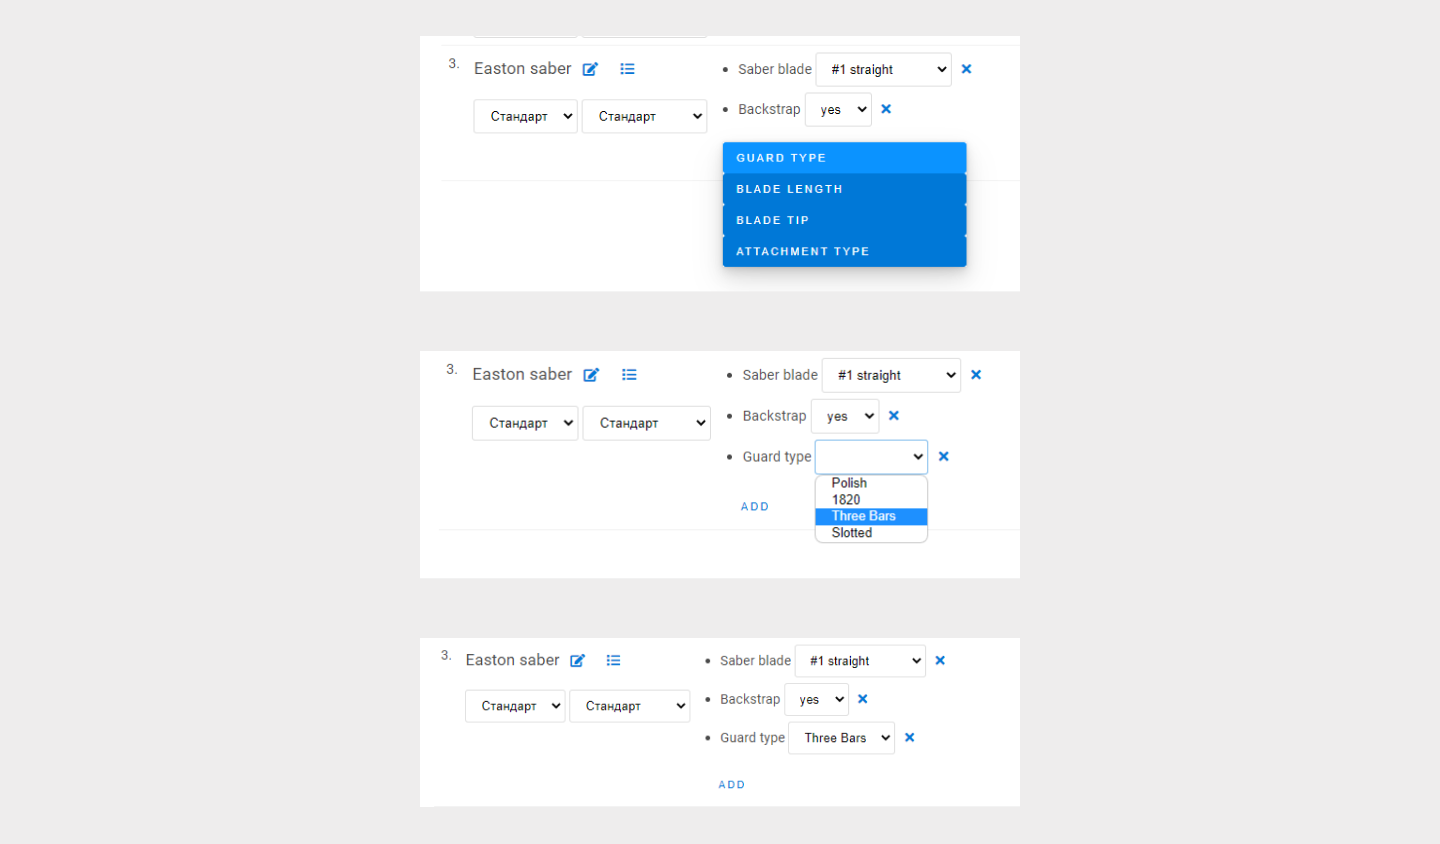 3. Easton saber
Saber blade #1 straight
Backstrap yes
Стандарт Стандарт
GUARD TYPE
BLADE LENGTH
BLADE TIP
ATTACHMENT TYPE
3. Easton saber
Saber blade #1 straight
Backstrap yes
Стандарт Стандарт
Guard type
Polish
1820
Three Bars
Slotted
ADD
3. Easton saber
Saber blade #1 straight
Backstrap yes
Стандарт Стандарт
Guard type Three Bars
ADD